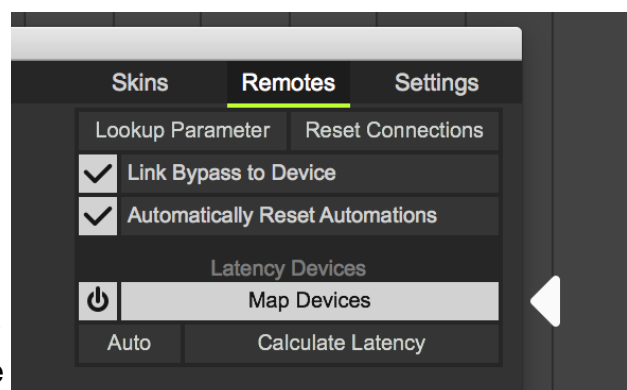 Skins Remotes Settings
Lookup Parameter Reset Connections
Link Bypass to Device
Automatically Reset Automations
Latency Devices
Map Devices
Auto Calculate Latency
e